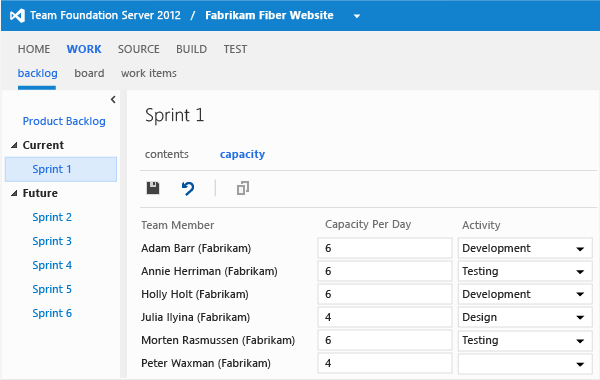 Team Foundation Server 2012 / Fabrikam Fiber Website
HOME WORK SOURCE BUILD TEST
backlog board work items
Product Backlog
Current
Sprint 1
Future
Sprint 2
Sprint 3
Sprint 4
Sprint 5
Sprint 6
Sprint 1
contents capacity
Team Member Capacity Per Day Activity
Adam Barr (Fabrikam) 6 Development
Annie Herriman (Fabrikam) 6 Testing
Holly Holt (Fabrikam) 6 Development
Julia Ilyina (Fabrikam) 4 Design
Morten Rasmussen (Fabrikam) 6 Testing
Peter Waxman (Fabrikam) 4